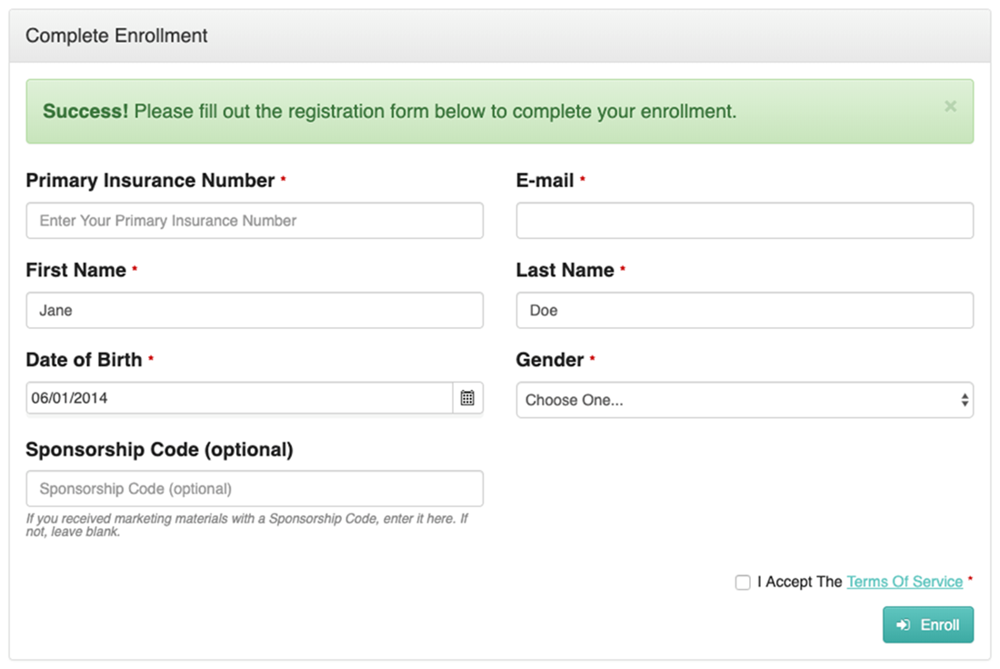 Complete Enrollment
Success! Please fill out the registration form below to complete your enrollment.
Primary Insurance Number *
E-mail *
Enter Your Primary Insurance Number
First Name *
Last Name *
Jane
Doe
Date of Birth *
Gender *
06/01/2014
Choose One...
Sponsorship Code (optional)
Sponsorship Code (optional)
If you received marketing materials with a Sponsorship Code, enter it here. If
not, leave blank.
I Accept The Terms Of Service *
Enroll